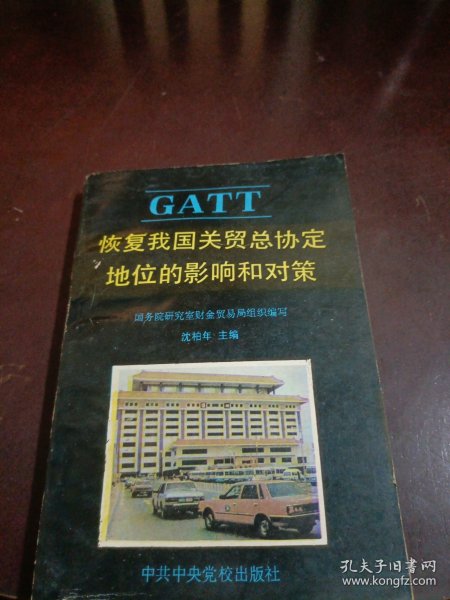 GATT
恢复我国关贸总协定
地位的影响和对策
国务院研究室财金贸易局组织编写
沈柏年 主编
中共中央党校出版社
孔夫子旧书网
www.kongfz.com